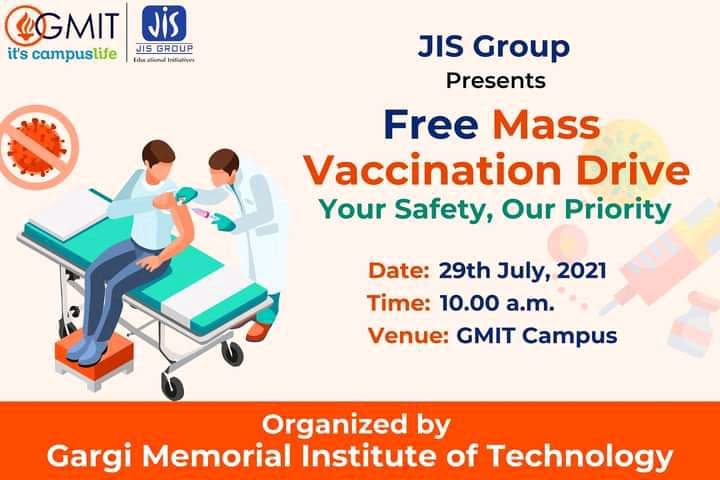 GMIT
it's campuslife
JIS
JIS GROUP
Educational Initiatives
JIS Group
Presents
Free Mass
Vaccination Drive
Your Safety, Our Priority
Date: 29th July, 2021
Time: 10.00 a.m.
Venue: GMIT Campus
Organized by
Gargi Memorial Institute of Technology